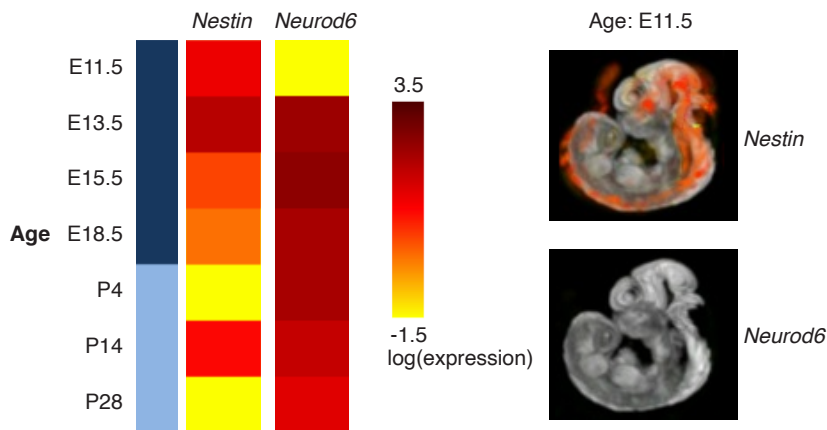 Nestin Neurod6
Age: E11.5
E11.5
3.5
E13.5
Nestin
E15.5
Age E18.5
P4
-1.5
log(expression)
Neurod6
P14
P28